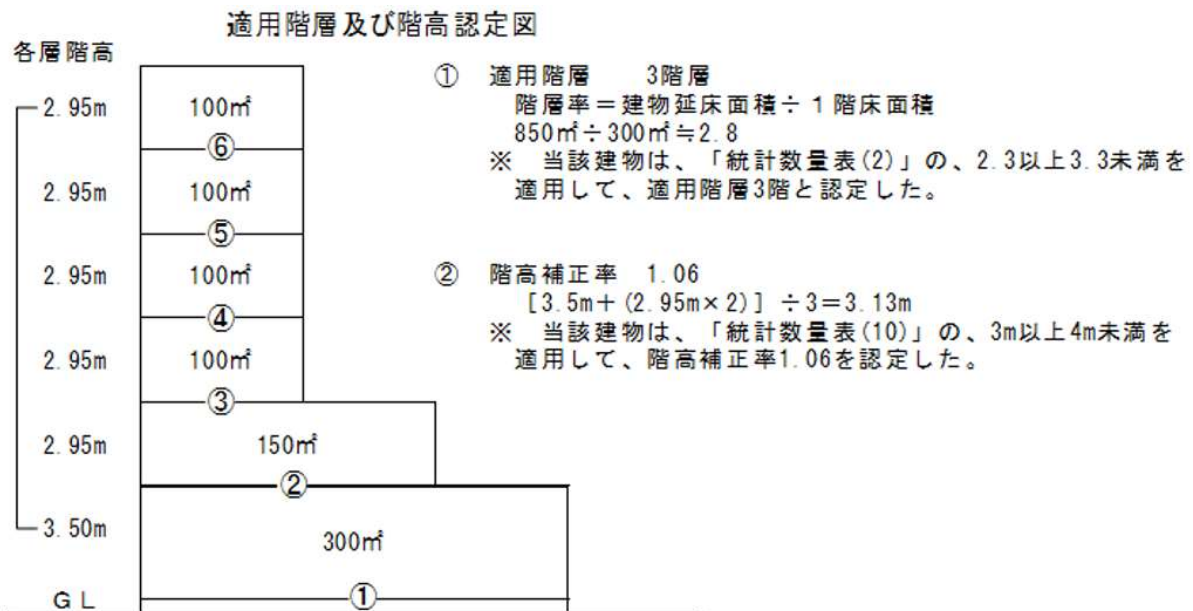 適用階層及び階高認定図
各層階高
2.95m
100㎡
⑥
2.95m
100㎡
⑤
2.95m
100㎡
④
2.95m
100㎡
③
2.95m
150㎡
②
3.50m
300㎡
GL
①
① 適用階層 3階層
階層率＝建物延床面積÷1階床面積
850㎡÷300㎡≒2.8
※ 当該建物は、「統計数量表(2)」の、2.3以上3.3未満を
適用して、適用階層3階と認定した。
② 階高補正率 1.06
[3.5m＋(2.95m×2)]÷3＝3.13m
※ 当該建物は、「統計数量表(10)」の、3m以上4m未満を
適用して、階高補正率1.06を認定した。